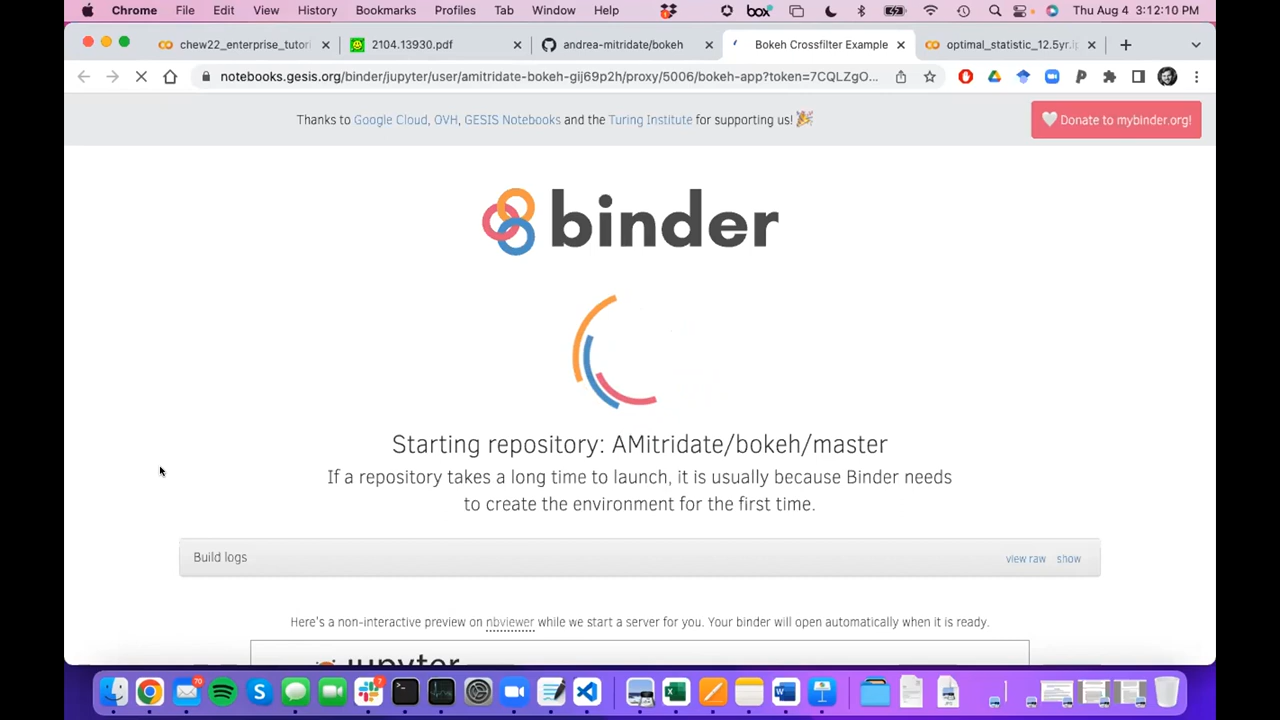 Chrome File Edit View History Bookmarks Profiles Tab Window Help box Thu Aug 4 3:12:10 PM
chew22_enterprise_tutori 2104.13930.pdf andrea-mitridate/bokeh Bokeh Crossfilter Example optimal_statistic_12.5yr.i
notebooks.gesis.org/binder/jupyter/user/amitridate-bokeh-gij69p2h/proxy/5006/bokeh-app?token=7CQLZgO...
Thanks to Google Cloud, OVH, GESIS Notebooks and the Turing Institute for supporting us!
Donate to mybinder.org!
binder
Starting repository: AMitridate/bokeh/master
If a repository takes a long time to launch, it is usually because Binder needs
to create the environment for the first time.
Build logs view raw show
Here's a non-interactive preview on nbviewer while we start a server for you. Your binder will open automatically when it is ready.
jupyter
70
7